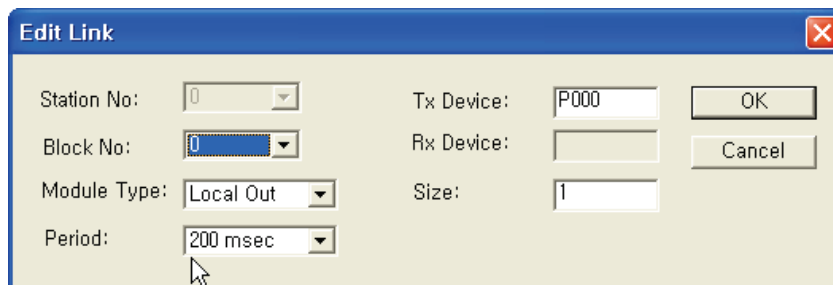 Edit Link
Station No: 0
Tx Device: P000
OK
Block No: 0
Rx Device:
Cancel
Module Type: Local Out
Size: 1
Period: 200 msec